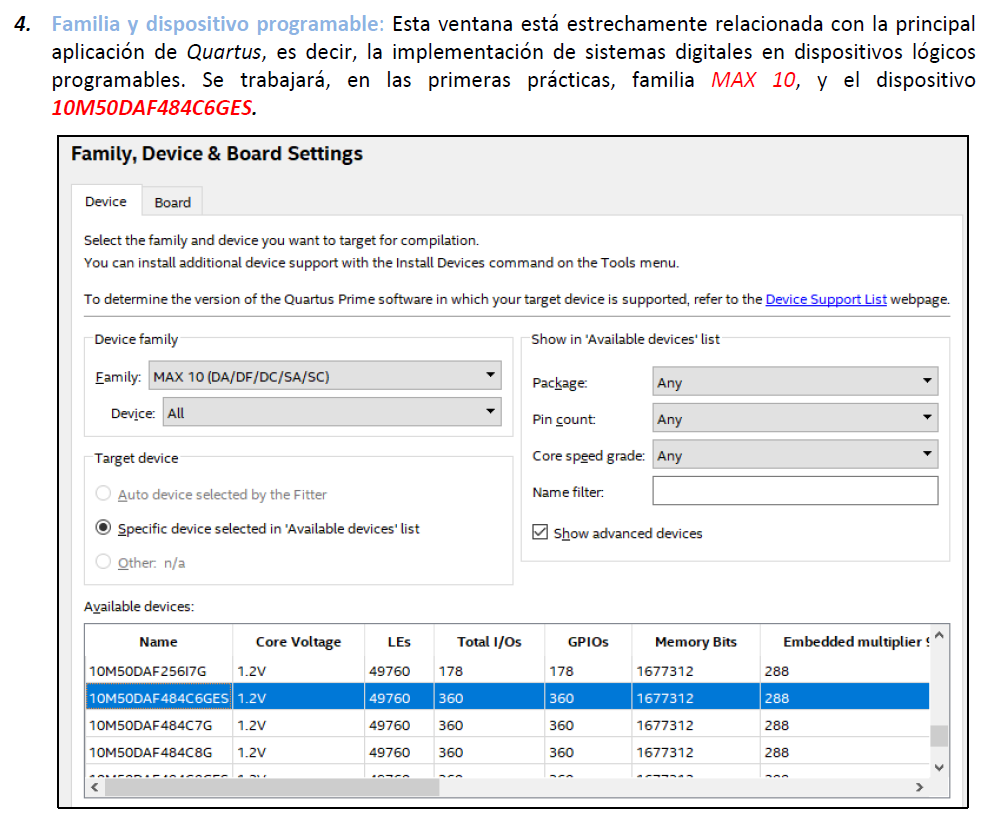 4. Familia y dispositivo programable: Esta ventana está estrechamente relacionada con la principal
aplicación de Quartus, es decir, la implementación de sistemas digitales en dispositivos lógicos
programables. Se trabajará, en las primeras prácticas, familia MAX 10, y el dispositivo
10M50DAF484C6GES.
Family, Device & Board Settings
Device Board
Select the family and device you want to target for compilation.
You can install additional device support with the Install Devices command on the Tools menu.
To determine the version of the Quartus Prime software in which your target device is supported, refer to the Device Support List webpage.
Device family
Family: MAX 10 (DA/DF/DC/SA/SC)
Device: All
Target device
Auto device selected by the Fitter
Specific device selected in 'Available devices' list
Other: n/a
Show in 'Available devices' list
Package: Any
Pin count: Any
Core speed grade: Any
Name filter:
Show advanced devices
Available devices:
Name Core Voltage LEs Total I/Os GPIOs Memory Bits Embedded multiplier
10M50DAF256I7G 1.2V 49760 178 178 1677312 288
10M50DAF484C6GES 1.2V 49760 360 360 1677312 288
10M50DAF484C7G 1.2V 49760 360 360 1677312 288
10M50DAF484C8G 1.2V 49760 360 360 1677312 288